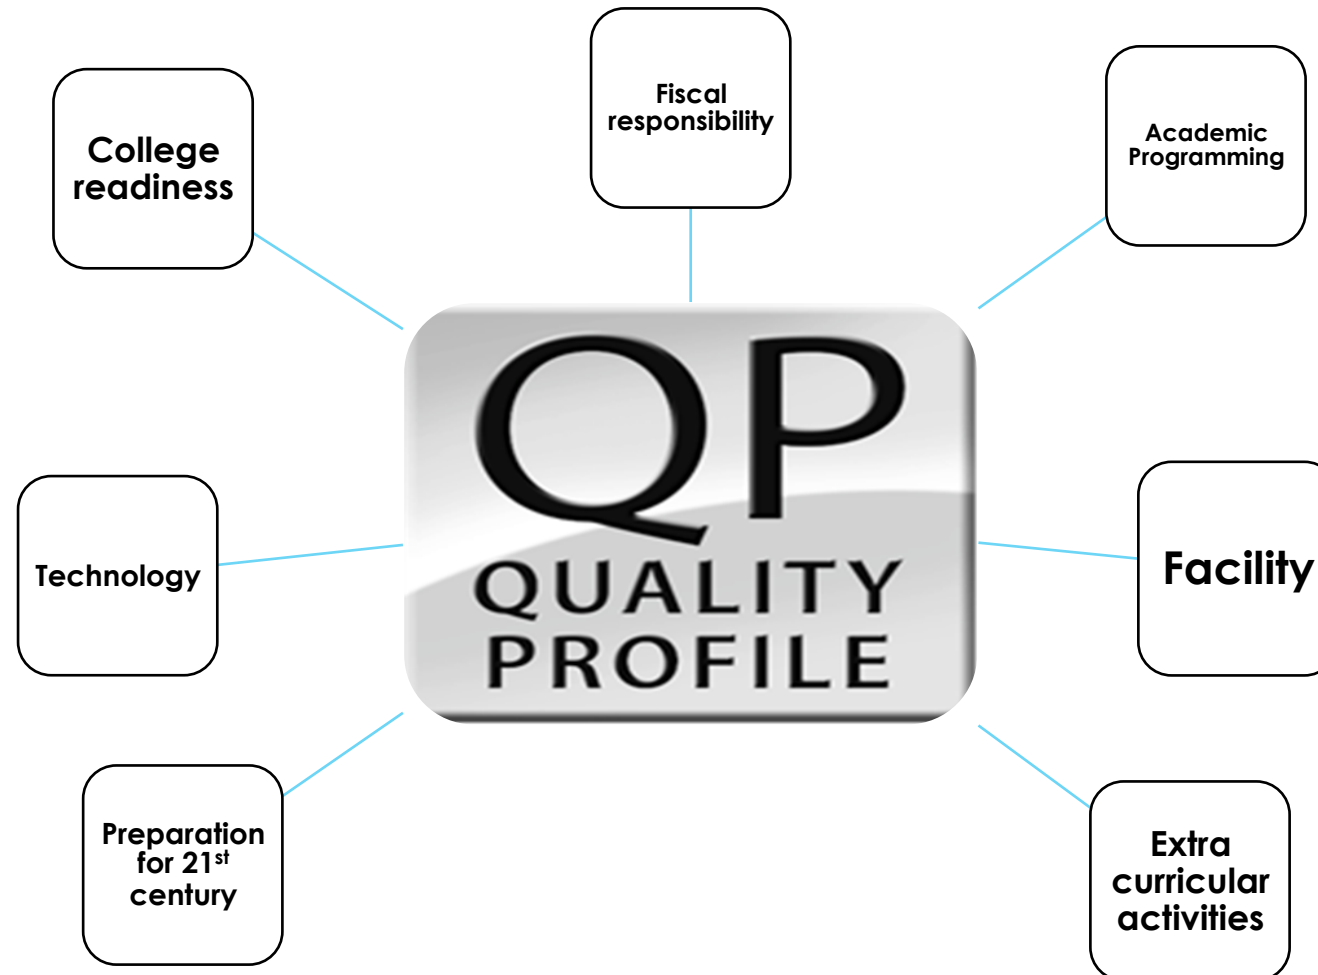 Fiscal
responsibility
College
readiness
Academic
Programming
QP
QUALITY
PROFILE
Technology
Facility
Preparation
for 21st
century
Extra
curricular
activities